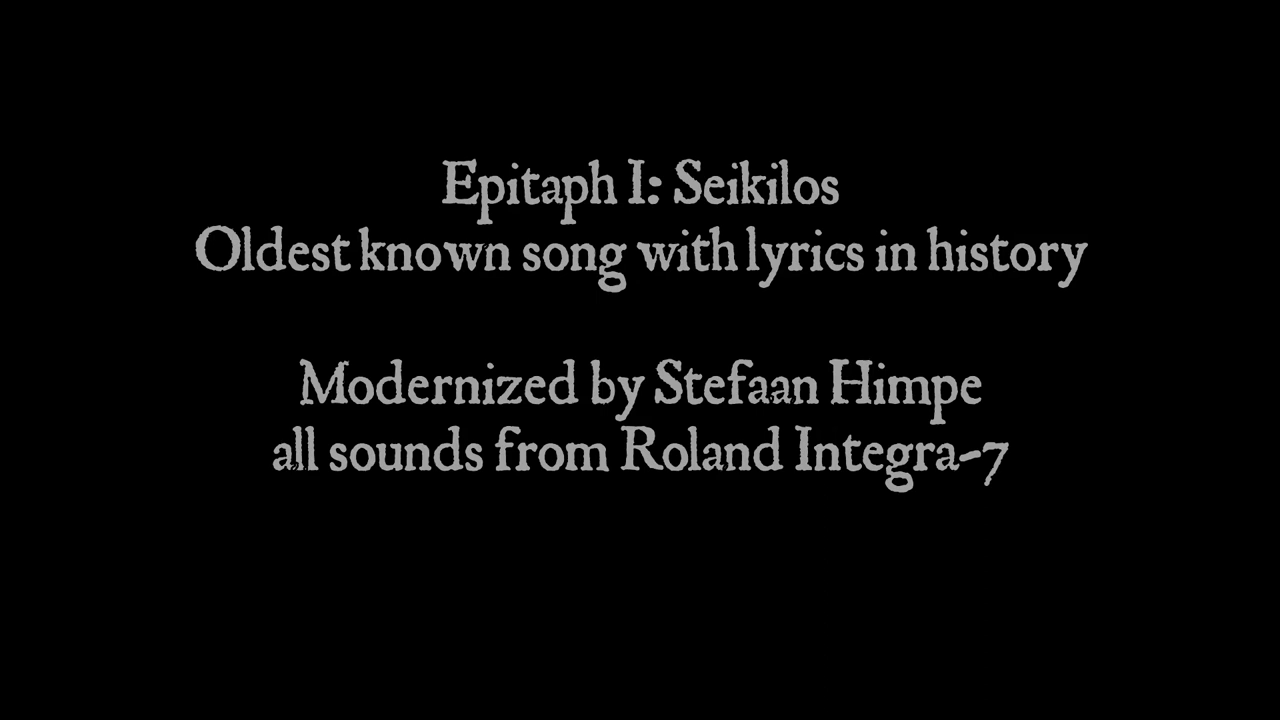 Epitaph I: Seikilos
Oldest known song with lyrics in history
Modernized by Stefaan Himpe
all sounds from Roland Integra-7